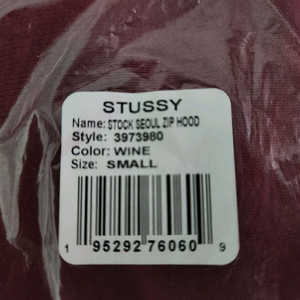 STUSSY
Name: STOCK SEOUL ZIP HOOD
Style: 3973980
Color: WINE
Size: SMALL
1 95292 76060 9